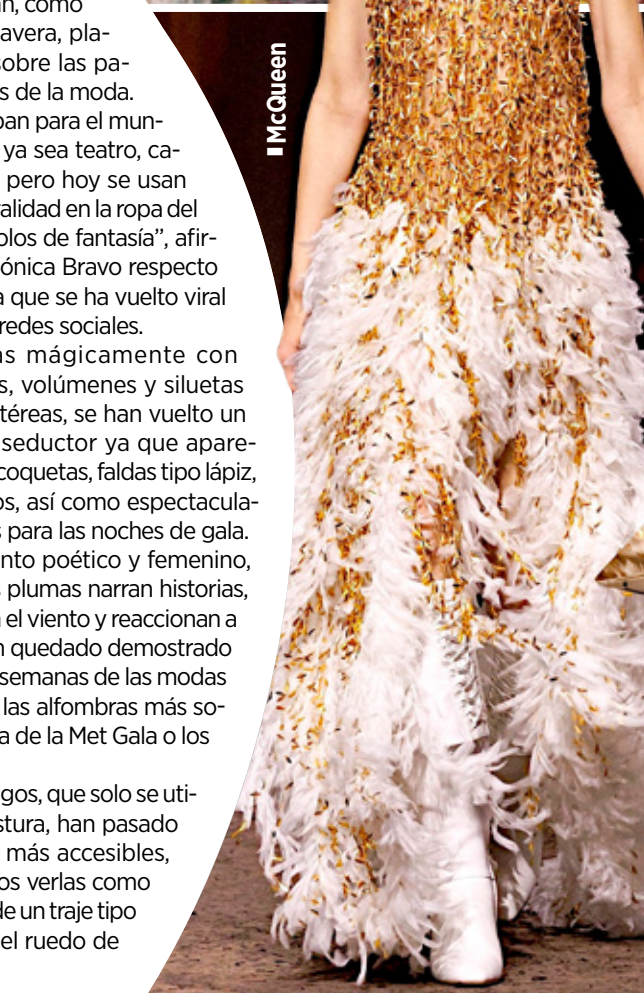 an, como
avera, pla-
sobre las pa-
s de la moda.
ban para el mun-
ya sea teatro, ca-
pero hoy se usan
ralidad en la ropa del
olos de fantasía”, afir-
ónica Bravo respecto
a que se ha vuelto viral
redes sociales.
as mágicamente con
s, volúmenes y siluetas
téreas, se han vuelto un
seductor ya que apare-
coquetas, faldas tipo lápiz,
os, así como espectacula-
s para las noches de gala.
nto poético y femenino,
s plumas narran historias,
n el viento y reaccionan a
n quedado demostrado
semanas de las modas
las alfombras más so-
a de la Met Gala o los
gos, que solo se uti-
stura, han pasado
más accesibles,
os verlas como
de un traje tipo
el ruedo de
McQueen